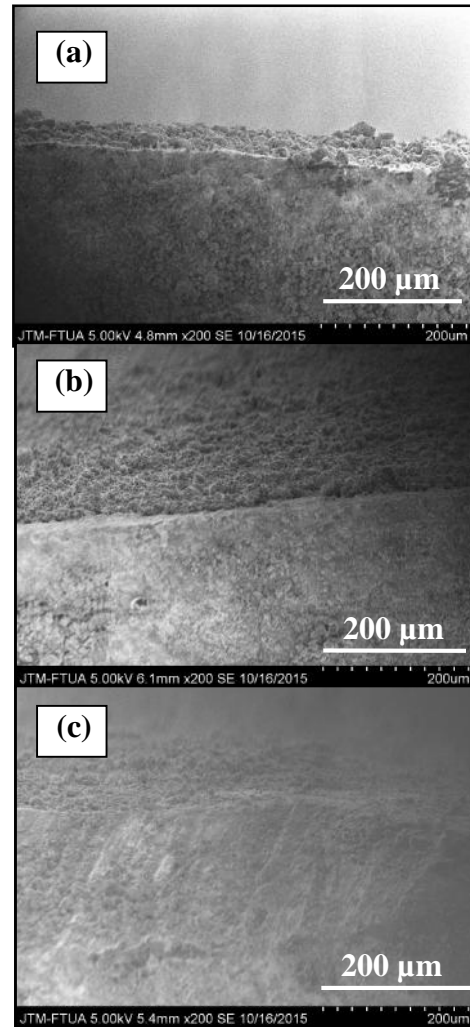 (a)
200 µm
JTM-FTUA 5.00kV 4.8mm x200 SE 10/16/2015 200um
(b)
200 µm
JTM-FTUA 5.00kV 6.1mm x200 SE 10/16/2015 200um
(c)
200 µm
JTM-FTUA 5.00kV 5.4mm x200 SE 10/16/2015 200um